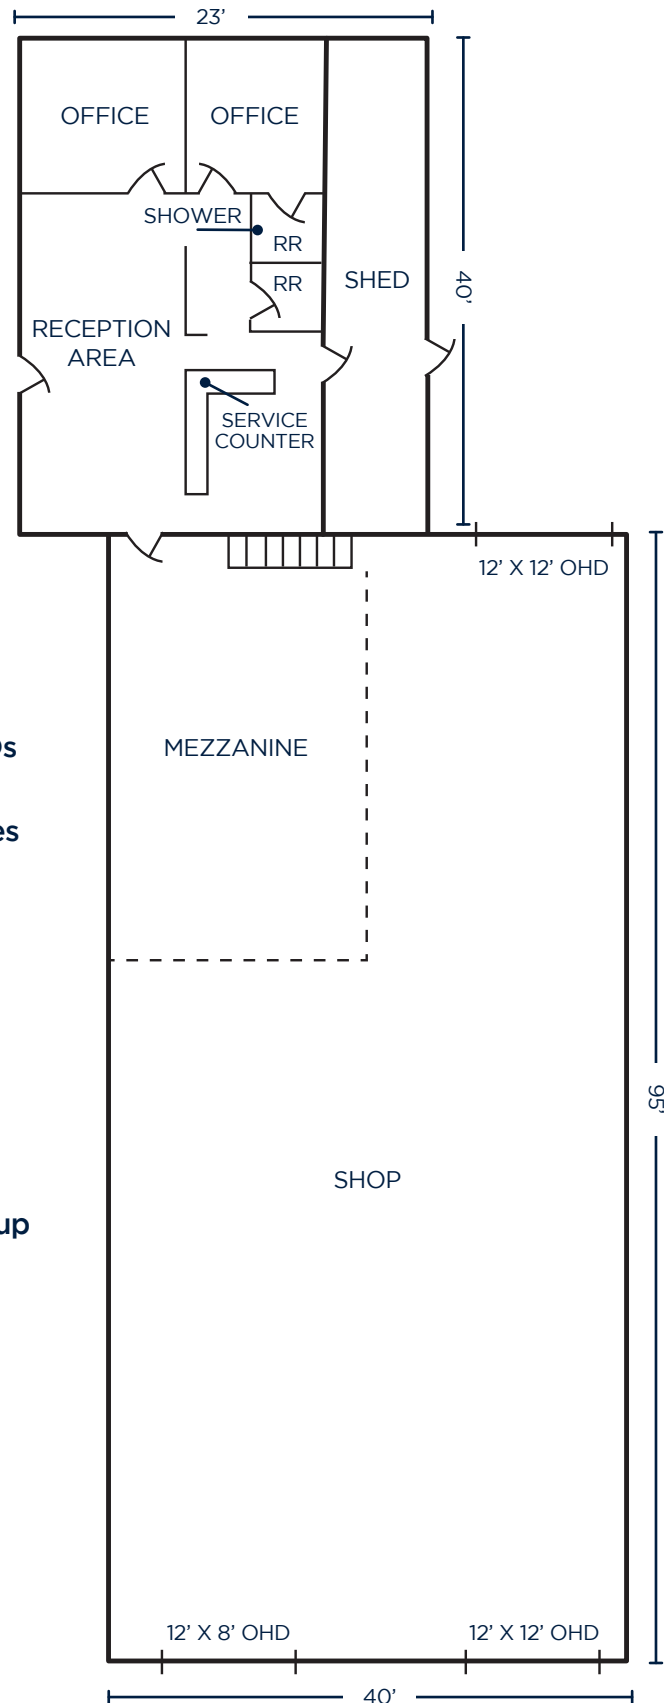 23'
OFFICE
OFFICE
SHOWER
RR
RR
SHED
40'
RECEPTION
AREA
SERVICE
COUNTER
12' X 12' OHD
MEZZANINE
up
95'
SHOP
12' X 8' OHD
12' X 12' OHD
40'